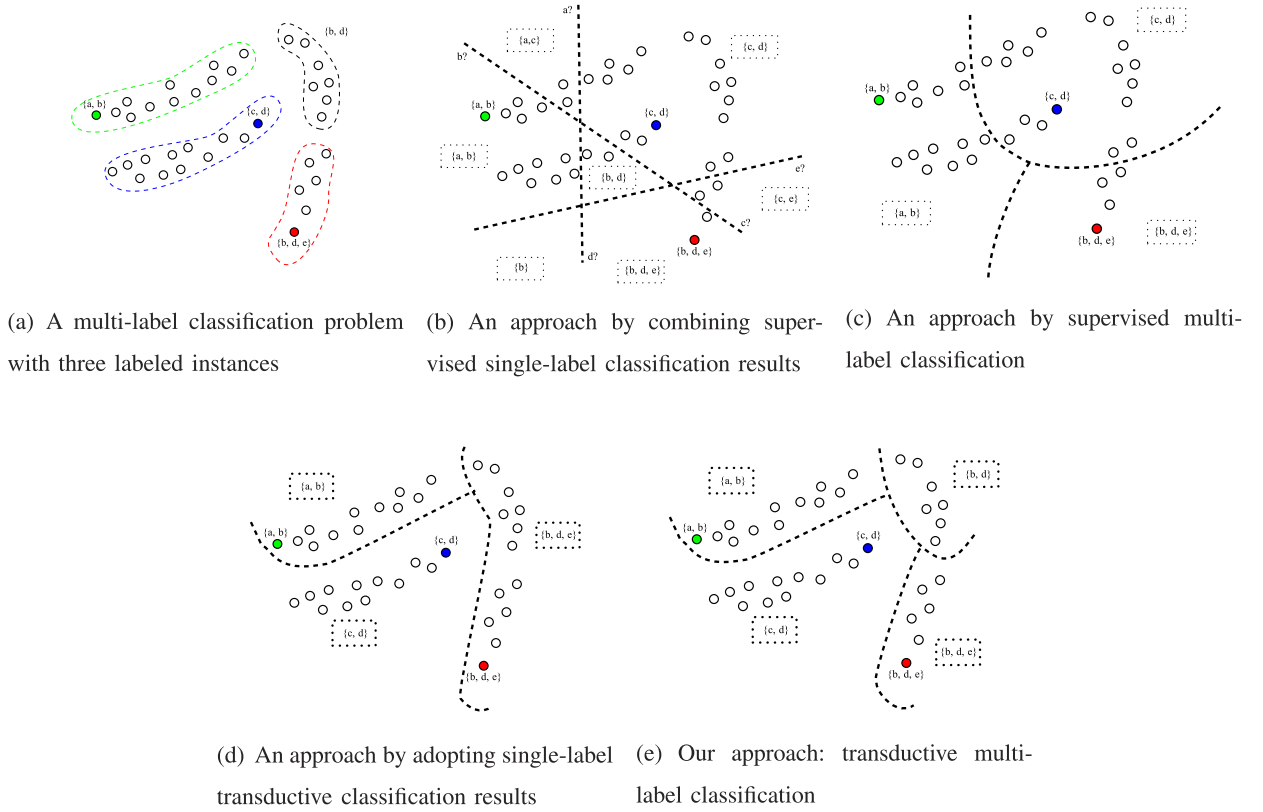 {b, d}
{a, b}
{c, d}
{b, d, e}
(a) A multi-label classification problem
with three labeled instances
a?
{a,c}
{c, d}
b?
{a, b}
{c, d}
{a, b}
{b, d}
e?
{c, e}
c?
{b, d, e}
d?
{b}
{b, d, e}
(b) An approach by combining super-
vised single-label classification results
{c, d}
{a, b}
{c, d}
{a, b}
{b, d, e}
{b, d, e}
(c) An approach by supervised multi-
label classification
{a, b}
{a, b}
{c, d}
{b, d, e}
{c, d}
{b, d, e}
(d) An approach by adopting single-label
transductive classification results
{a, b}
{b, d}
{a, b}
{c, d}
{c, d}
{b, d, e}
{b, d, e}
(e) Our approach: transductive multi-
label classification